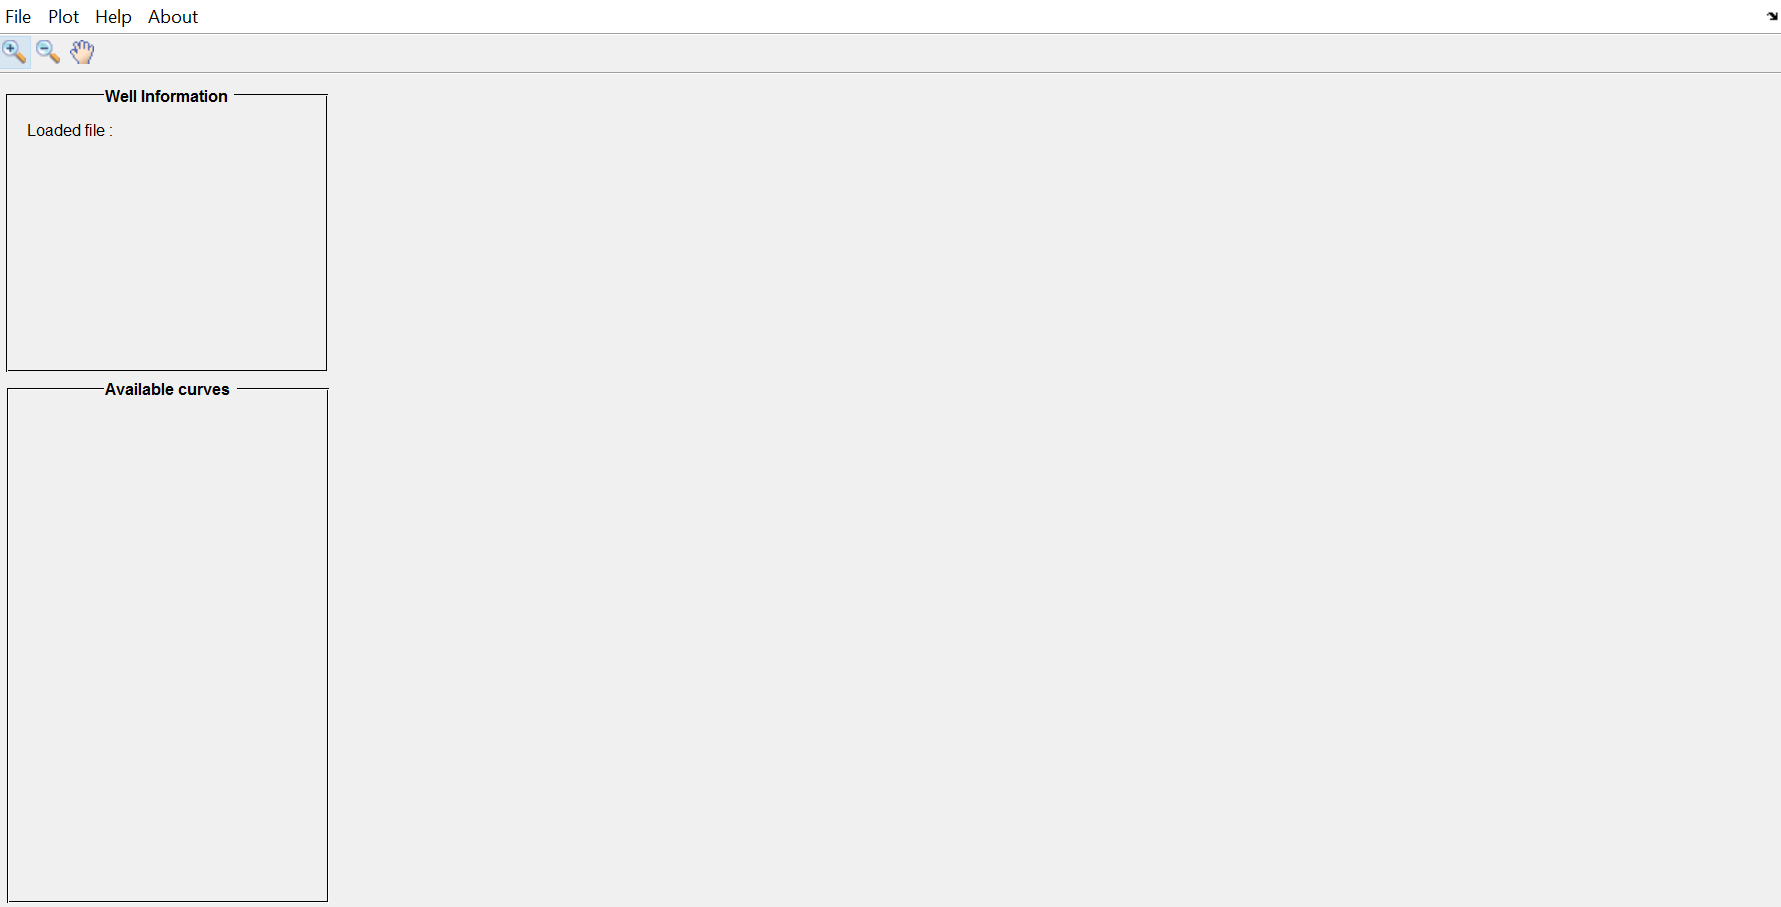 File Plot Help About
Well Information
Loaded file :
Available curves